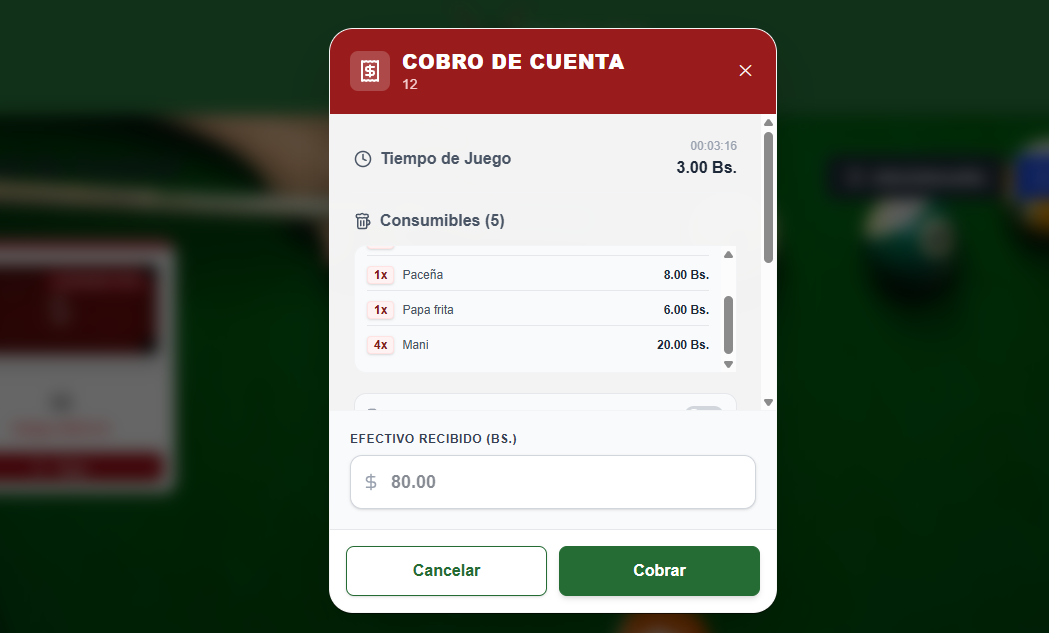 COBRO DE CUENTA
12
Tiempo de Juego
00:03:16
3.00 Bs.
Consumibles (5)
1x Paceña 8.00 Bs.
1x Papa frita 6.00 Bs.
4x Mani 20.00 Bs.
EFECTIVO RECIBIDO (BS.)
$ 80.00
Cancelar
Cobrar